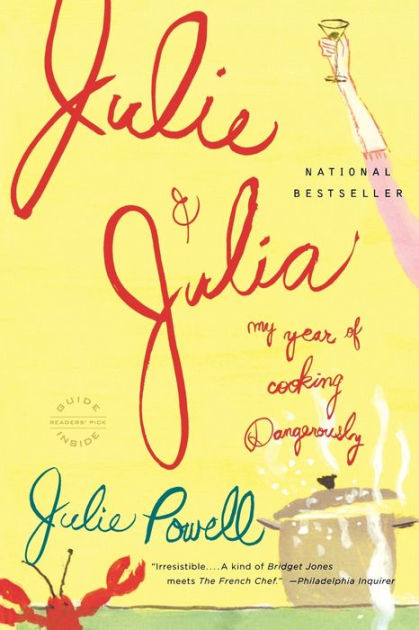 Julie
NATIONAL
BESTSELLER
&
Julia
my year of
cooking
Dangerously
GUIDE
READERS' PICK
INSIDE
Julie Powell
"Irresistible....A kind of Bridget Jones
meets The French Chef." —Philadelphia Inquirer